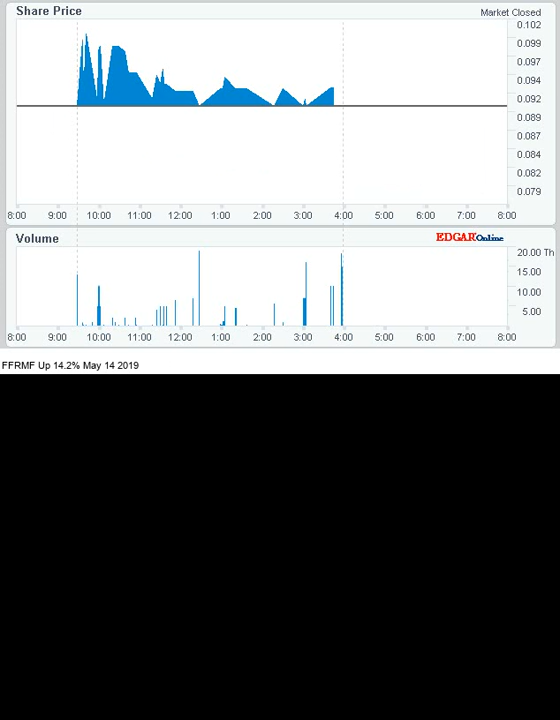 Share Price
Market Closed
0.102
0.099
0.097
0.094
0.092
0.089
0.087
0.084
0.082
0.079
8:00 9:00 10:00 11:00 12:00 1:00 2:00 3:00 4:00 5:00 6:00 7:00 8:00
Volume
EDGAR Online
20.00 Th
15.00
10.00
5.00
8:00 9:00 10:00 11:00 12:00 1:00 2:00 3:00 4:00 5:00 6:00 7:00 8:00
FFRMF Up 14.2% May 14 2019